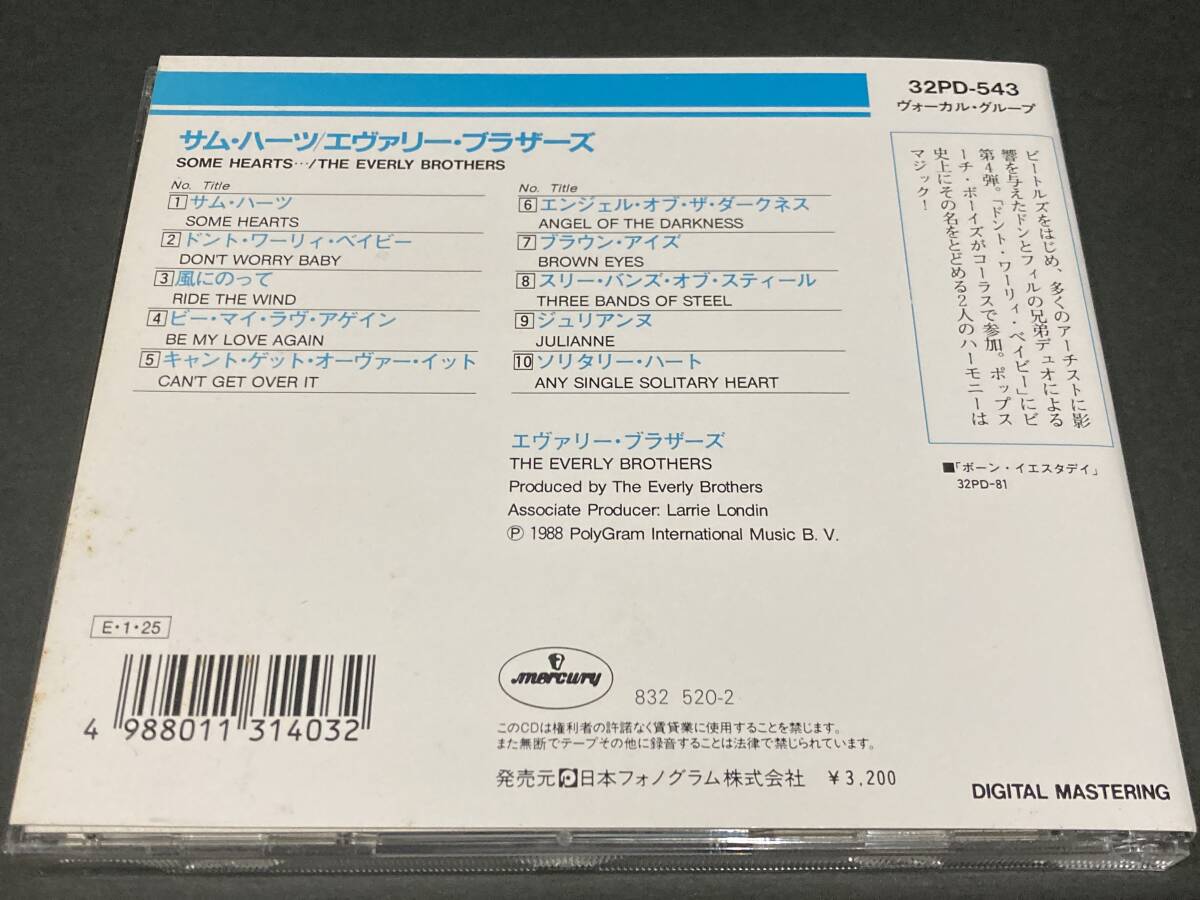 32PD-543
ヴォーカル・グループ
サム・ハーツ/エヴァリー・ブラザーズ
SOME HEARTS…/THE EVERLY BROTHERS
No. Title
1 サム・ハーツ
SOME HEARTS
2 ドント・ワーリィ・ベイビー
DON'T WORRY BABY
3 風にのって
RIDE THE WIND
4 ビー・マイ・ラヴ・アゲイン
BE MY LOVE AGAIN
5 キャント・ゲット・オーヴァー・イット
CAN'T GET OVER IT
No. Title
6 エンジェル・オブ・ザ・ダークネス
ANGEL OF THE DARKNESS
7 ブラウン・アイズ
BROWN EYES
8 スリー・バンズ・オブ・スティール
THREE BANDS OF STEEL
9 ジュリアンヌ
JULIANNE
10 ソリタリー・ハート
ANY SINGLE SOLITARY HEART
ビートルズをはじめ、多くのアーチストに影
響を与えたドンとフィルの兄弟デュオによる
第4弾。「ドント・ワーリィ・ベイビー」にビ
ーチ・ボーイズがコーラスで参加。ポップス
史上にその名をとどめる2人のハーモニーは
マジック!
■「ボーン・イエスタデイ」
32PD-81
エヴァリー・ブラザーズ
THE EVERLY BROTHERS
Produced by The Everly Brothers
Associate Producer: Larrie Londin
Ⓟ 1988 PolyGram International Music B. V.
E・1・25
4 988011 314032
mercury
832 520-2
このCDは権利者の許諾なく賃貸業に使用することを禁じます。
また無断でテープその他に録音することは法律で禁じられています。
発売元 日本フォノグラム株式会社 ¥3,200
DIGITAL MASTERING